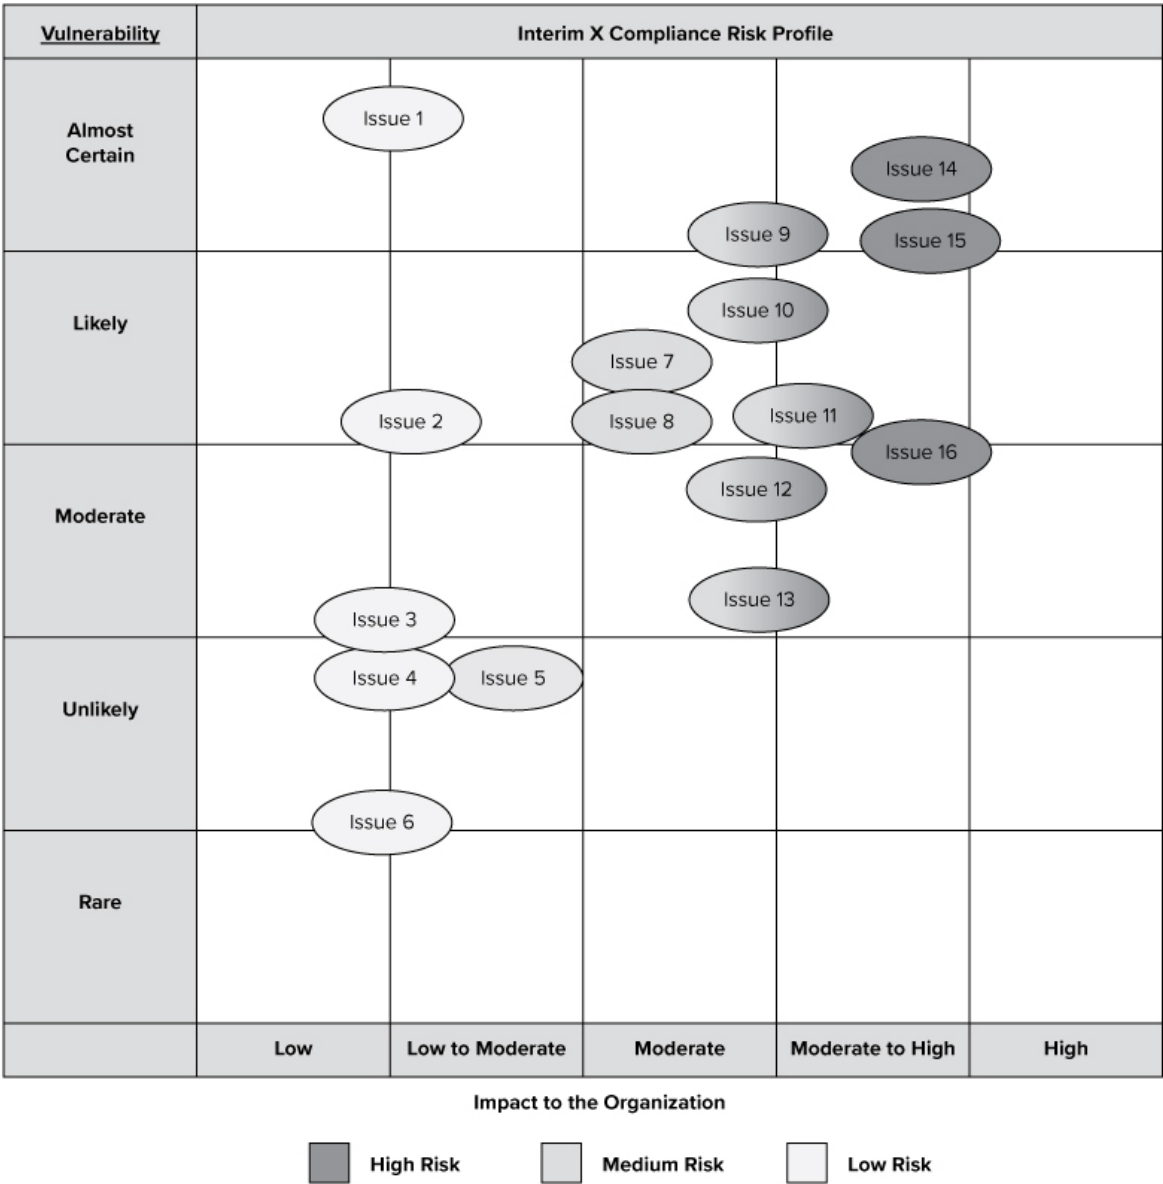 Vulnerability
Interim X Compliance Risk Profile
Almost
Certain
Issue 1
Issue 14
Issue 9
Issue 15
Likely
Issue 10
Issue 7
Issue 2
Issue 8
Issue 11
Issue 16
Moderate
Issue 12
Issue 13
Issue 3
Unlikely
Issue 4
Issue 5
Issue 6
Rare
Low
Low to Moderate
Moderate
Moderate to High
High
Impact to the Organization
High Risk
Medium Risk
Low Risk